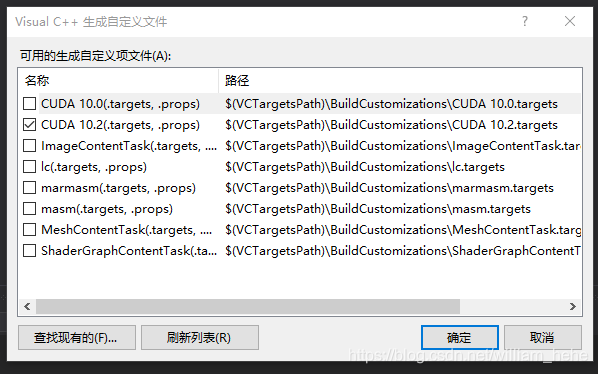 Visual C++ 生成自定义文件
可用的生成自定义项文件(A):
名称 路径
CUDA 10.0(.targets, .props) $(VCTargetsPath)\BuildCustomizations\CUDA 10.0.targets
CUDA 10.2(.targets, .props) $(VCTargetsPath)\BuildCustomizations\CUDA 10.2.targets
ImageContentTask(.targets, .... $(VCTargetsPath)\BuildCustomizations\ImageContentTask.tar
lc(.targets, .props) $(VCTargetsPath)\BuildCustomizations\lc.targets
marmasm(.targets, .props) $(VCTargetsPath)\BuildCustomizations\marmasm.targets
masm(.targets, .props) $(VCTargetsPath)\BuildCustomizations\masm.targets
MeshContentTask(.targets, .... $(VCTargetsPath)\BuildCustomizations\MeshContentTask.targ
ShaderGraphContentTask(.ta... $(VCTargetsPath)\BuildCustomizations\ShaderGraphContentT
查找现有的(F)... 刷新列表(R) 确定 取消
https://blog.csdn.net/william_hehe